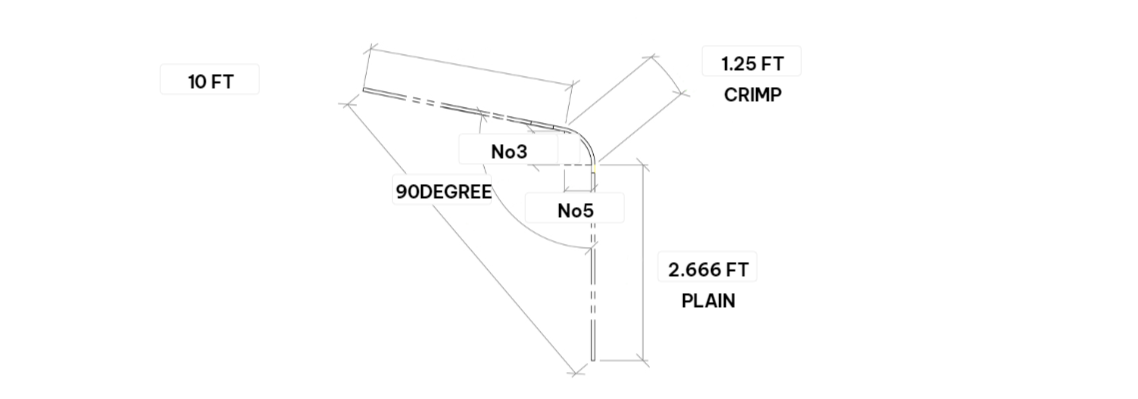 10 FT
1.25 FT
CRIMP
No3
90DEGREE
No5
2.666 FT
PLAIN